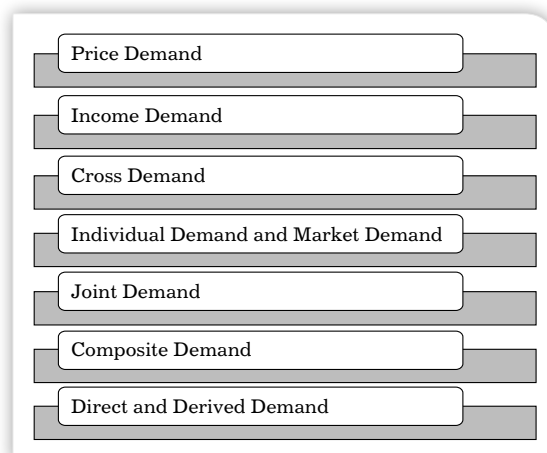 Price Demand
Income Demand
Cross Demand
Individual Demand and Market Demand
Joint Demand
Composite Demand
Direct and Derived Demand